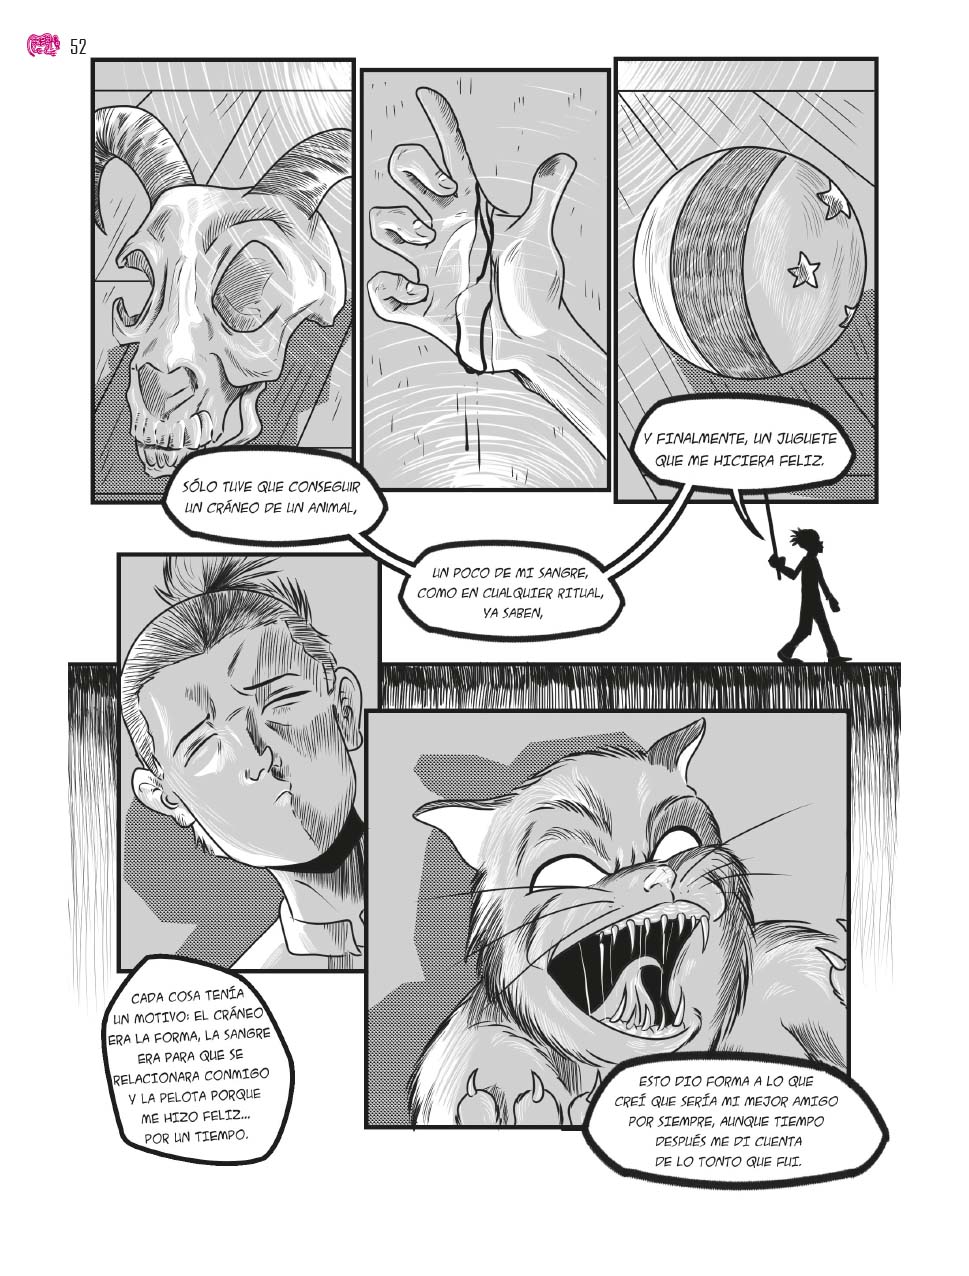 52
SÓLO TUVE QUE CONSEGUIR
UN CRÁNEO DE UN ANIMAL,
UN POCO DE MI SANGRE,
COMO EN CUALQUIER RITUAL,
YA SABEN,
Y FINALMENTE, UN JUGUETE
QUE ME HICIERA FELIZ.
CADA COSA TENÍA
UN MOTIVO: EL CRÁNEO
ERA LA FORMA, LA SANGRE
ERA PARA QUE SE
RELACIONARA CONMIGO
Y LA PELOTA PORQUE
ME HIZO FELIZ...
POR UN TIEMPO.
ESTO DIO FORMA A LO QUE
CREÍ QUE SERÍA MI MEJOR AMIGO
POR SIEMPRE, AUNQUE TIEMPO
DESPUÉS ME DI CUENTA
DE LO TONTO QUE FUI.